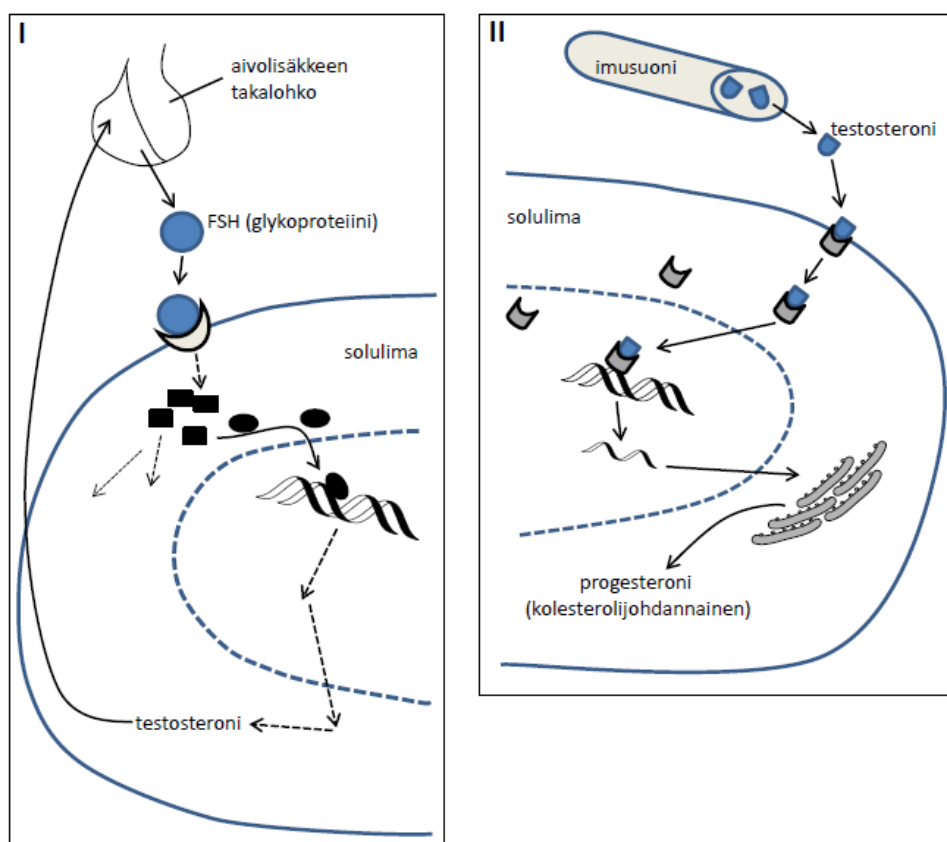 I
aivolisäkkeen
takalohko
FSH (glykoproteiini)
solulima
testosteroni
II
imusuoni
testosteroni
solulima
progesteroni
(kolesterolijohdannainen)